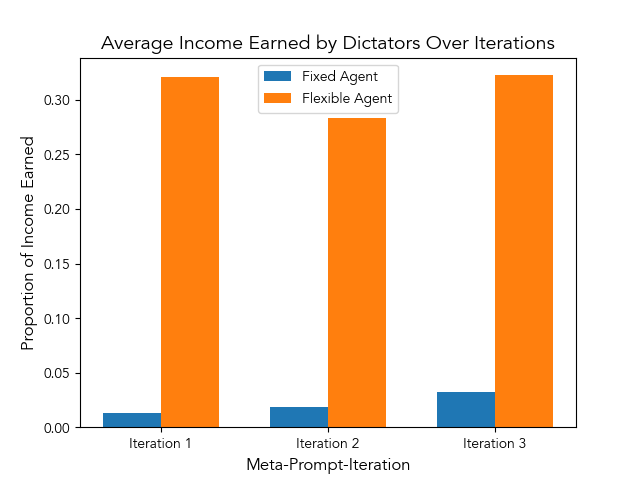 Average Income Earned by Dictators Over Iterations
Fixed Agent
Flexible Agent
Proportion of Income Earned
0.30
0.25
0.20
0.15
0.10
0.05
0.00
Iteration 1
Iteration 2
Iteration 3
Meta-Prompt-Iteration